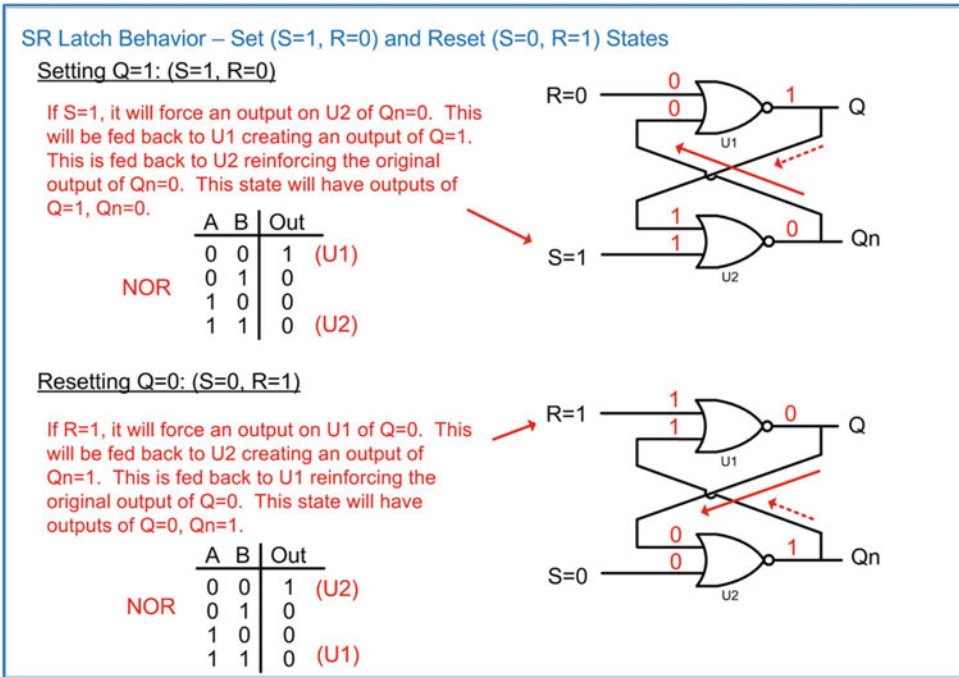 SR Latch Behavior – Set (S=1, R=0) and Reset (S=0, R=1) States
Setting Q=1: (S=1, R=0)
If S=1, it will force an output on U2 of Qn=0. This
will be fed back to U1 creating an output of Q=1.
This is fed back to U2 reinforcing the original
output of Qn=0. This state will have outputs of
Q=1, Qn=0.
A B Out
0 0 1 (U1)
0 1 0
NOR
1 0 0
1 1 0 (U2)
R=0 0 1 Q
0
U1
1 0 Qn
S=1 1
U2
Resetting Q=0: (S=0, R=1)
If R=1, it will force an output on U1 of Q=0. This
will be fed back to U2 creating an output of
Qn=1. This is fed back to U1 reinforcing the
original output of Q=0. This state will have
outputs of Q=0, Qn=1.
A B Out
0 0 1 (U2)
NOR 0 1 0
1 0 0
1 1 0 (U1)
R=1 1 0 Q
1
U1
0 1 Qn
S=0 0
U2